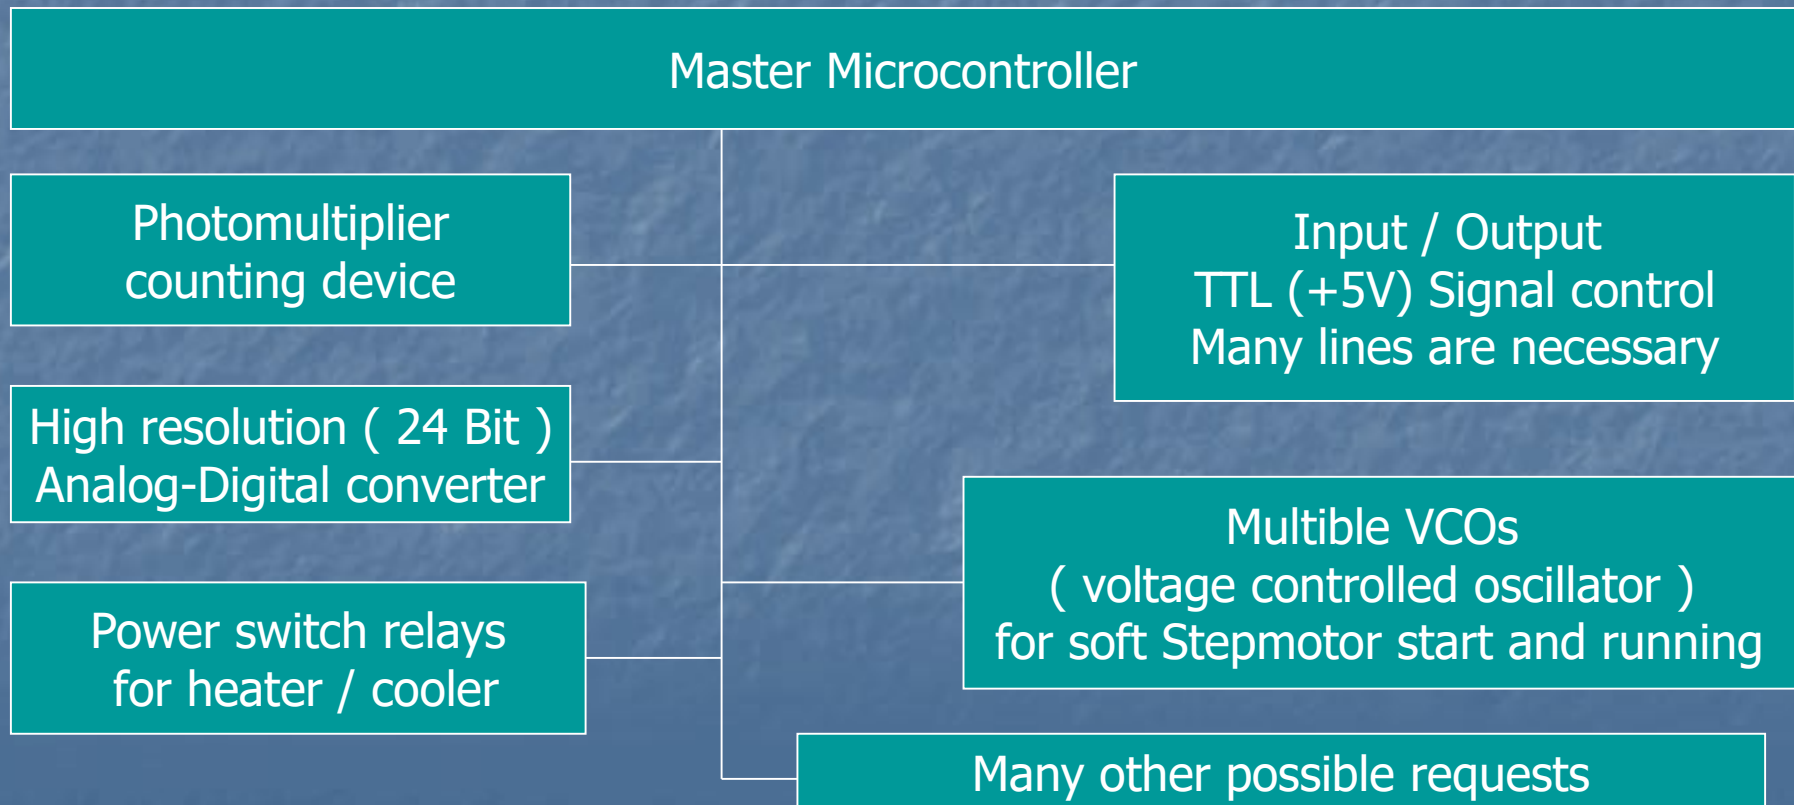 Master Microcontroller
Photomultiplier
counting device
Input / Output
TTL (+5V) Signal control
Many lines are necessary
High resolution ( 24 Bit )
Analog-Digital converter
Multible VCOs
( voltage controlled oscillator )
for soft Stepmotor start and running
Power switch relays
for heater / cooler
Many other possible requests